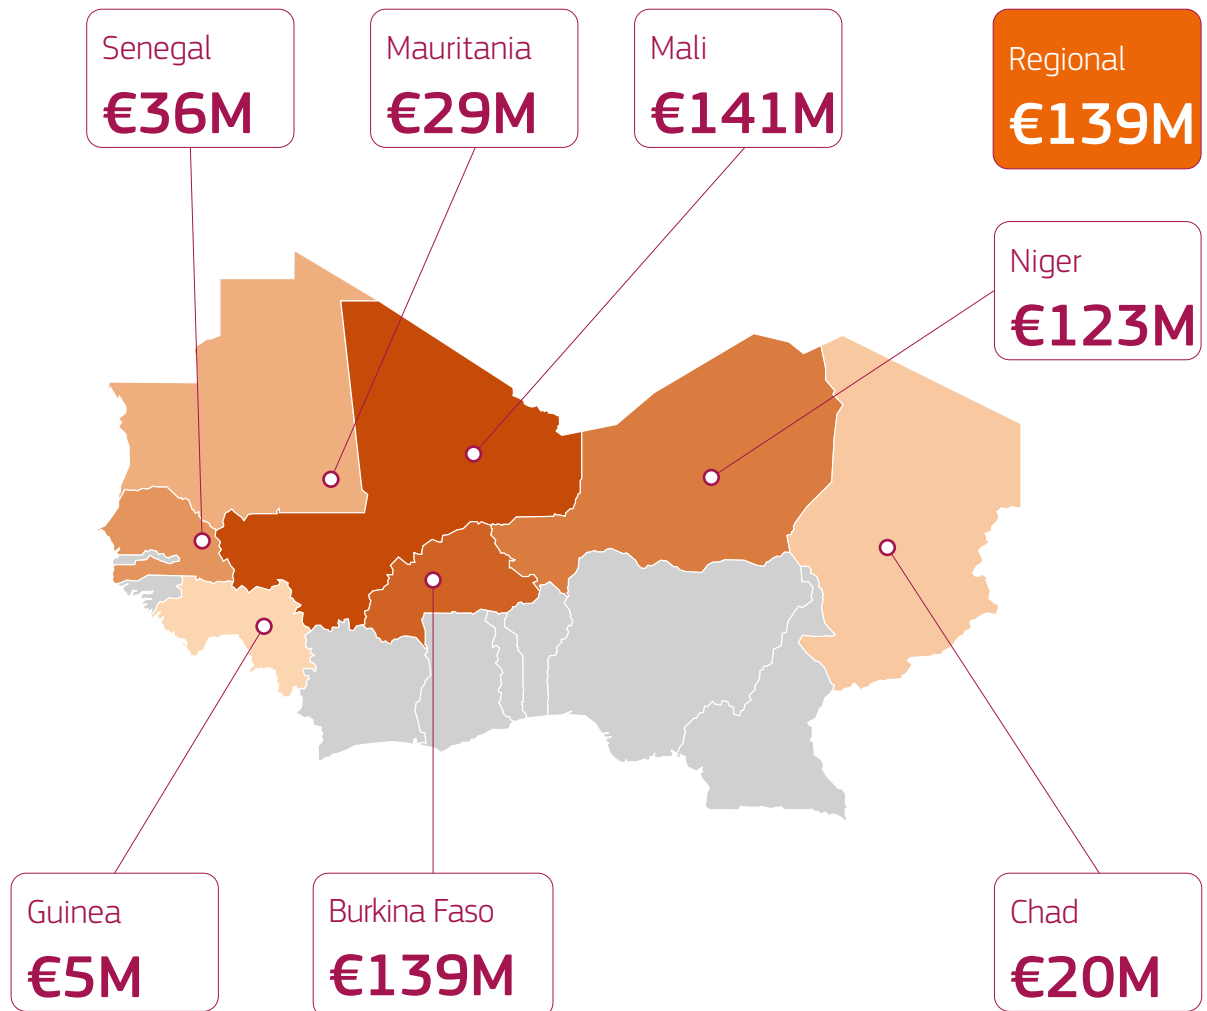 Senegal
€36M
Mauritania
€29M
Mali
€141M
Regional
€139M
Niger
€123M
Guinea
€5M
Burkina Faso
€139M
Chad
€20M